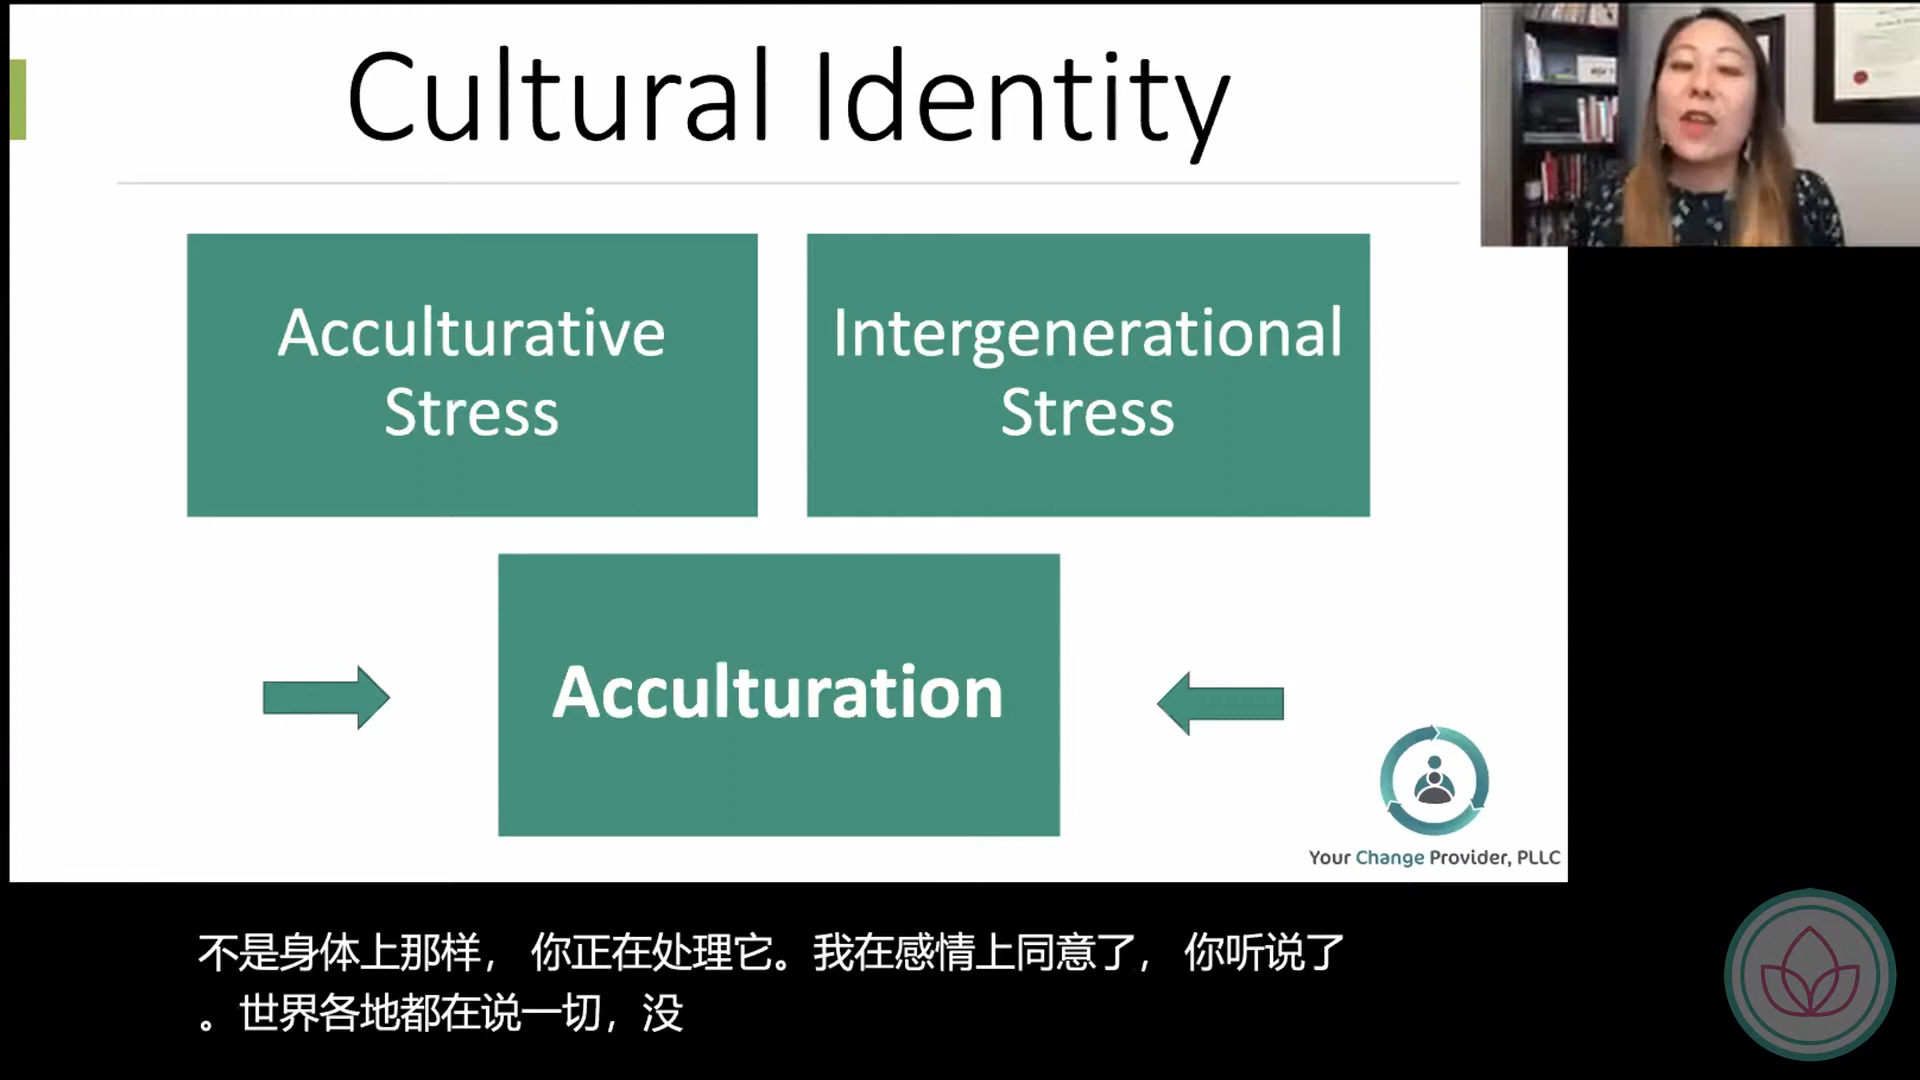 Cultural Identity
Acculturative
Stress
Intergenerational
Stress
Acculturation
Your Change Provider, PLLC
不是身体上那样， 你正在处理它。我在感情上同意了， 你听说了
。世界各地都在说一切，没